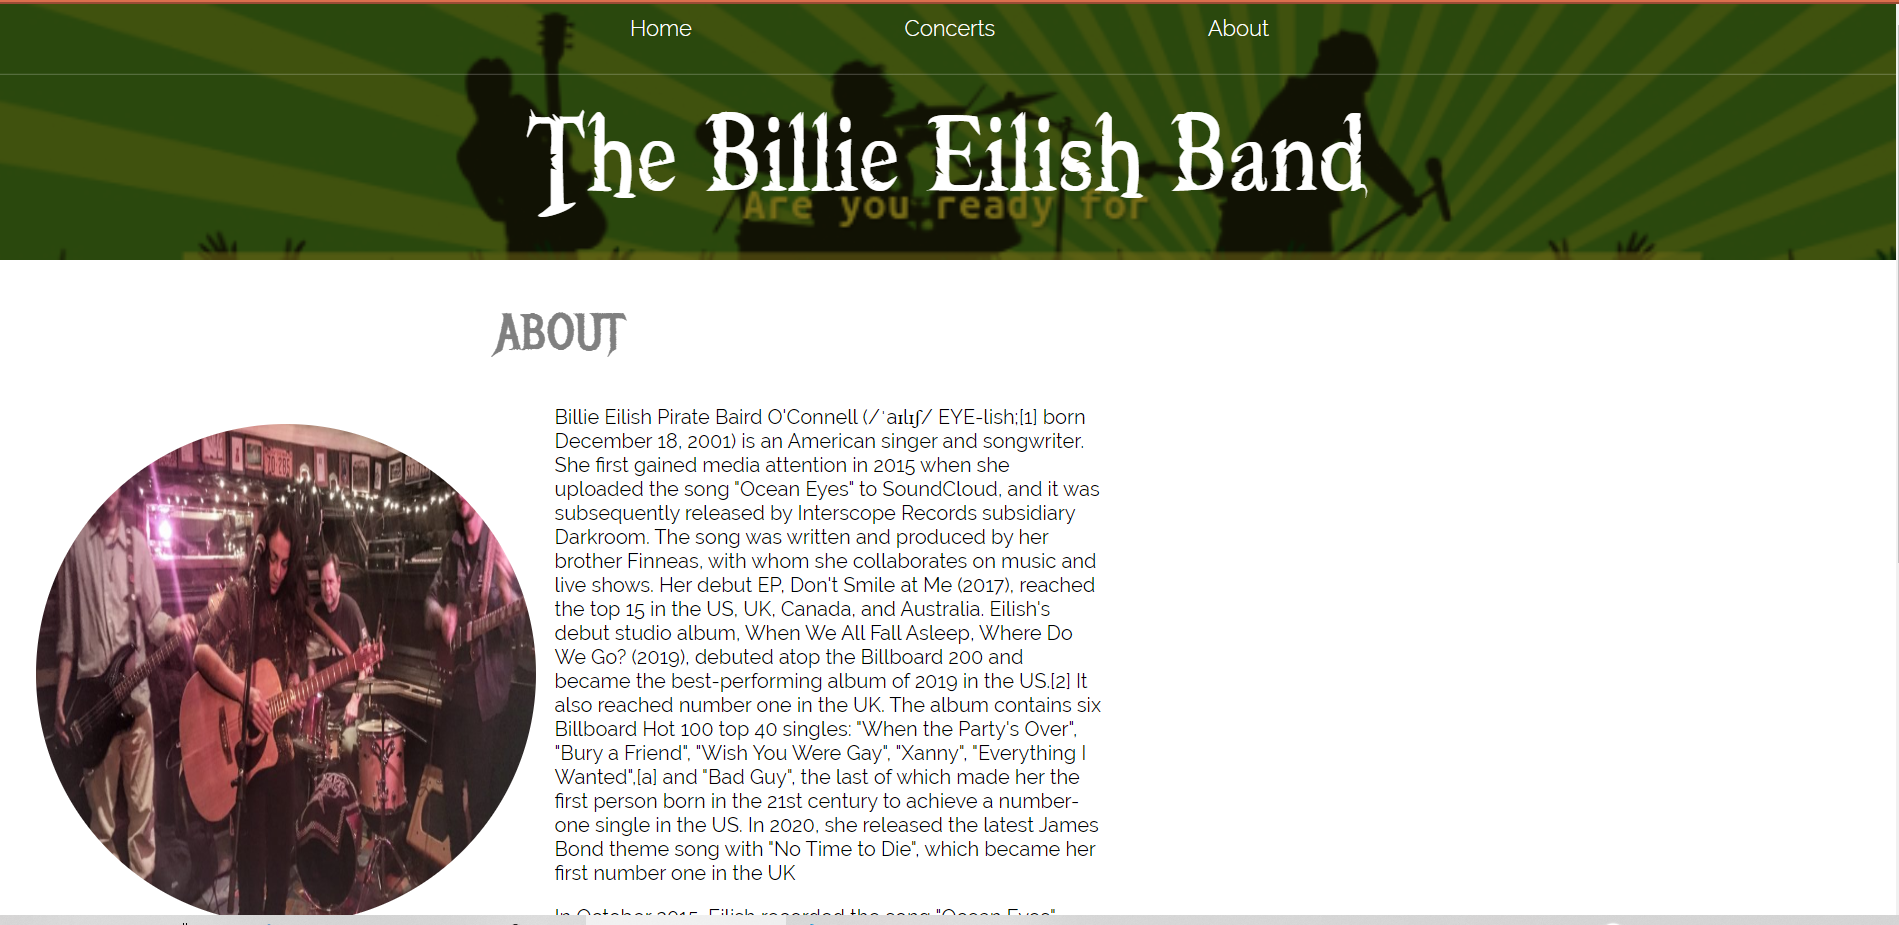 Home Concerts About
The Billie Eilish Band
Are you ready for
ABOUT
Billie Eilish Pirate Baird O'Connell (/ˈaɪlɪʃ/ EYE-lish;[1] born
December 18, 2001) is an American singer and songwriter.
She first gained media attention in 2015 when she
uploaded the song "Ocean Eyes" to SoundCloud, and it was
subsequently released by Interscope Records subsidiary
Darkroom. The song was written and produced by her
brother Finneas, with whom she collaborates on music and
live shows. Her debut EP, Don't Smile at Me (2017), reached
the top 15 in the US, UK, Canada, and Australia. Eilish's
debut studio album, When We All Fall Asleep, Where Do
We Go? (2019), debuted atop the Billboard 200 and
became the best-performing album of 2019 in the US.[2] It
also reached number one in the UK. The album contains six
Billboard Hot 100 top 40 singles: "When the Party's Over",
"Bury a Friend", "Wish You Were Gay", "Xanny", "Everything I
Wanted",[a] and "Bad Guy", the last of which made her the
first person born in the 21st century to achieve a number-
one single in the US. In 2020, she released the latest James
Bond theme song with "No Time to Die", which became her
first number one in the UK
In October 2015, Eilish recorded the song "Ocean Eyes"